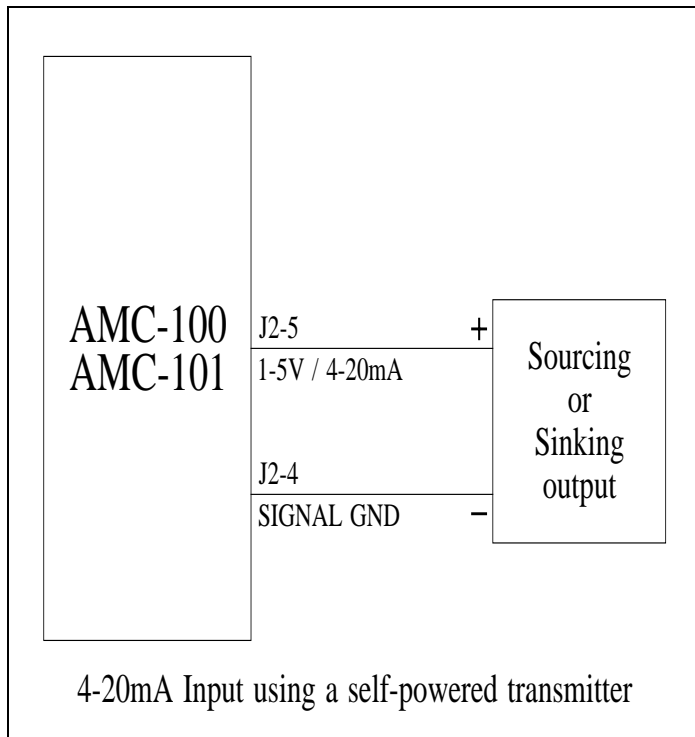 AMC-100
AMC-101
J2-5
+
1-5V / 4-20mA
J2-4
SIGNAL GND
−
Sourcing
or
Sinking
output
4-20mA Input using a self-powered transmitter